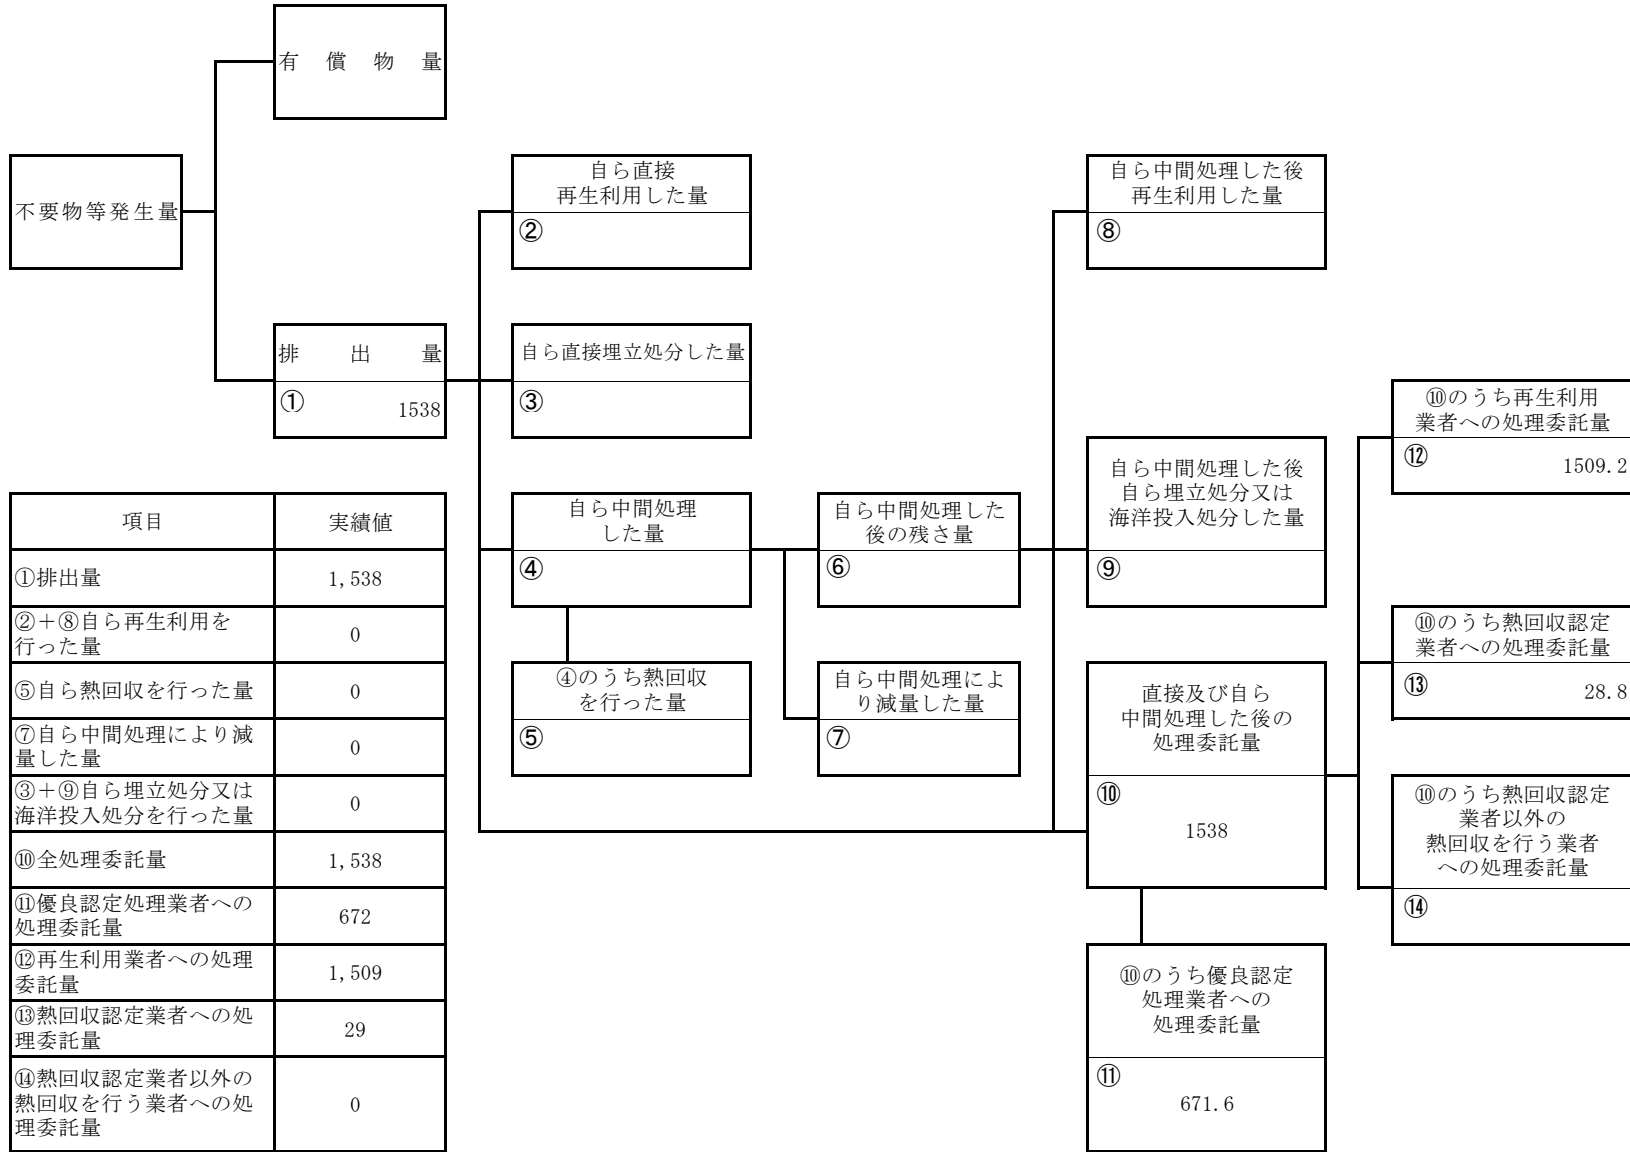 有償物量
不要物等発生量
自ら直接
再生利用した量
②
自ら中間処理した後
再生利用した量
⑧
排出量
① 1538
自ら直接埋立処分した量
③
⑩のうち再生利用
業者への処理委託量
⑫ 1509.2
自ら中間処理した後
自ら埋立処分又は
海洋投入処分した量
⑨
自ら中間処理
した量
④
自ら中間処理した
後の残さ量
⑥
⑩のうち熱回収認定
業者への処理委託量
⑬ 28.8
④のうち熱回収
を行った量
⑤
自ら中間処理によ
り減量した量
⑦
直接及び自ら
中間処理した後の
処理委託量
⑩
1538
⑩のうち熱回収認定
業者以外の
熱回収を行う業者
への処理委託量
⑭
⑩のうち優良認定
処理業者への
処理委託量
⑪
671.6
項目 実績値
①排出量 1,538
②+⑧自ら再生利用を
行った量 0
⑤自ら熱回収を行った量 0
⑦自ら中間処理により減
量した量 0
③+⑨自ら埋立処分又は
海洋投入処分を行った量 0
⑩全処理委託量 1,538
⑪優良認定処理業者への
処理委託量 672
⑫再生利用業者への処理
委託量 1,509
⑬熱回収認定業者への処
理委託量 29
⑭熱回収認定業者以外の
熱回収を行う業者への処
理委託量 0